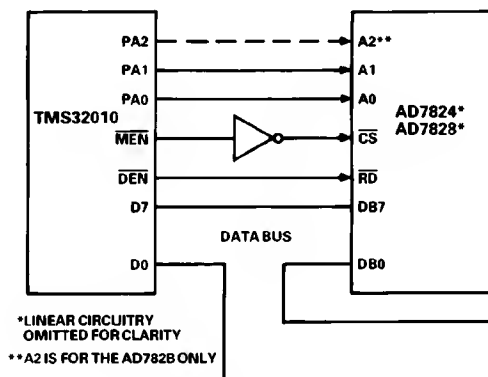 PA2
PA1
PA0
TMS32010
MEN
DEN
D7
D0
A2**
A1
A0
AD7824*
AD7828*
CS
RD
DB7
DATA BUS
DB0
*LINEAR CIRCUITRY
OMITTED FOR CLARITY
**A2 IS FOR THE AD782B ONLY